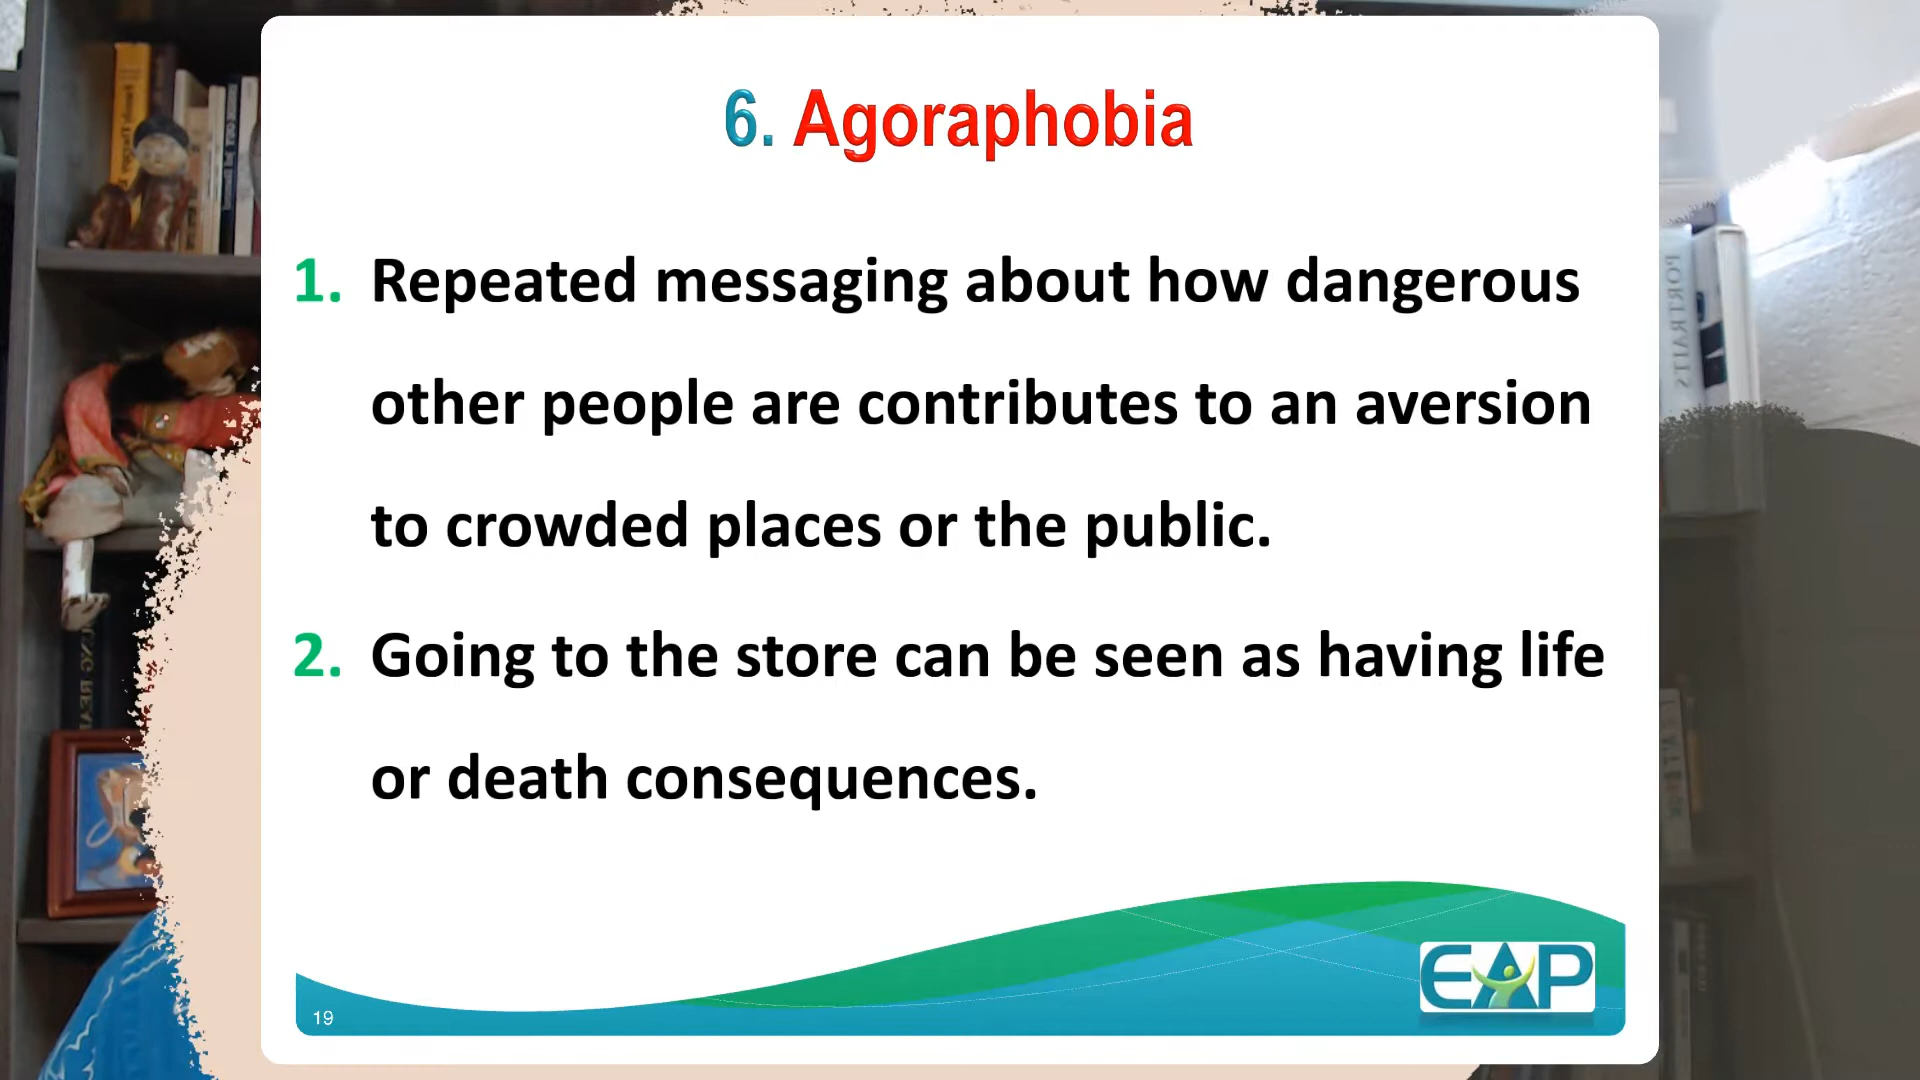 6. Agoraphobia
1. Repeated messaging about how dangerous
other people are contributes to an aversion
to crowded places or the public.
2. Going to the store can be seen as having life
or death consequences.
EAP
19
PORTRAITS